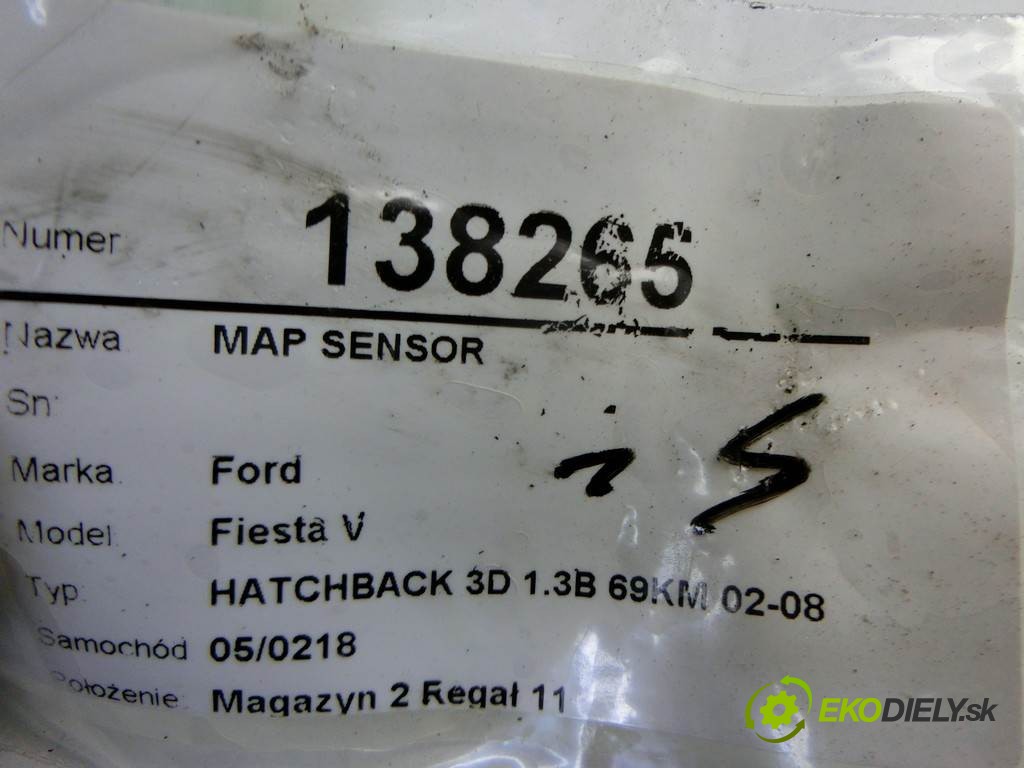 Numer 138265
Nazwa MAP SENSOR
Sn:
Marka Ford
Model: Fiesta V
Typ: HATCHBACK 3D 1.3B 69KM 02-08
Samochód 05/0218
Położenie: Magazyn 2 Regał 11
EKODIELY.sk